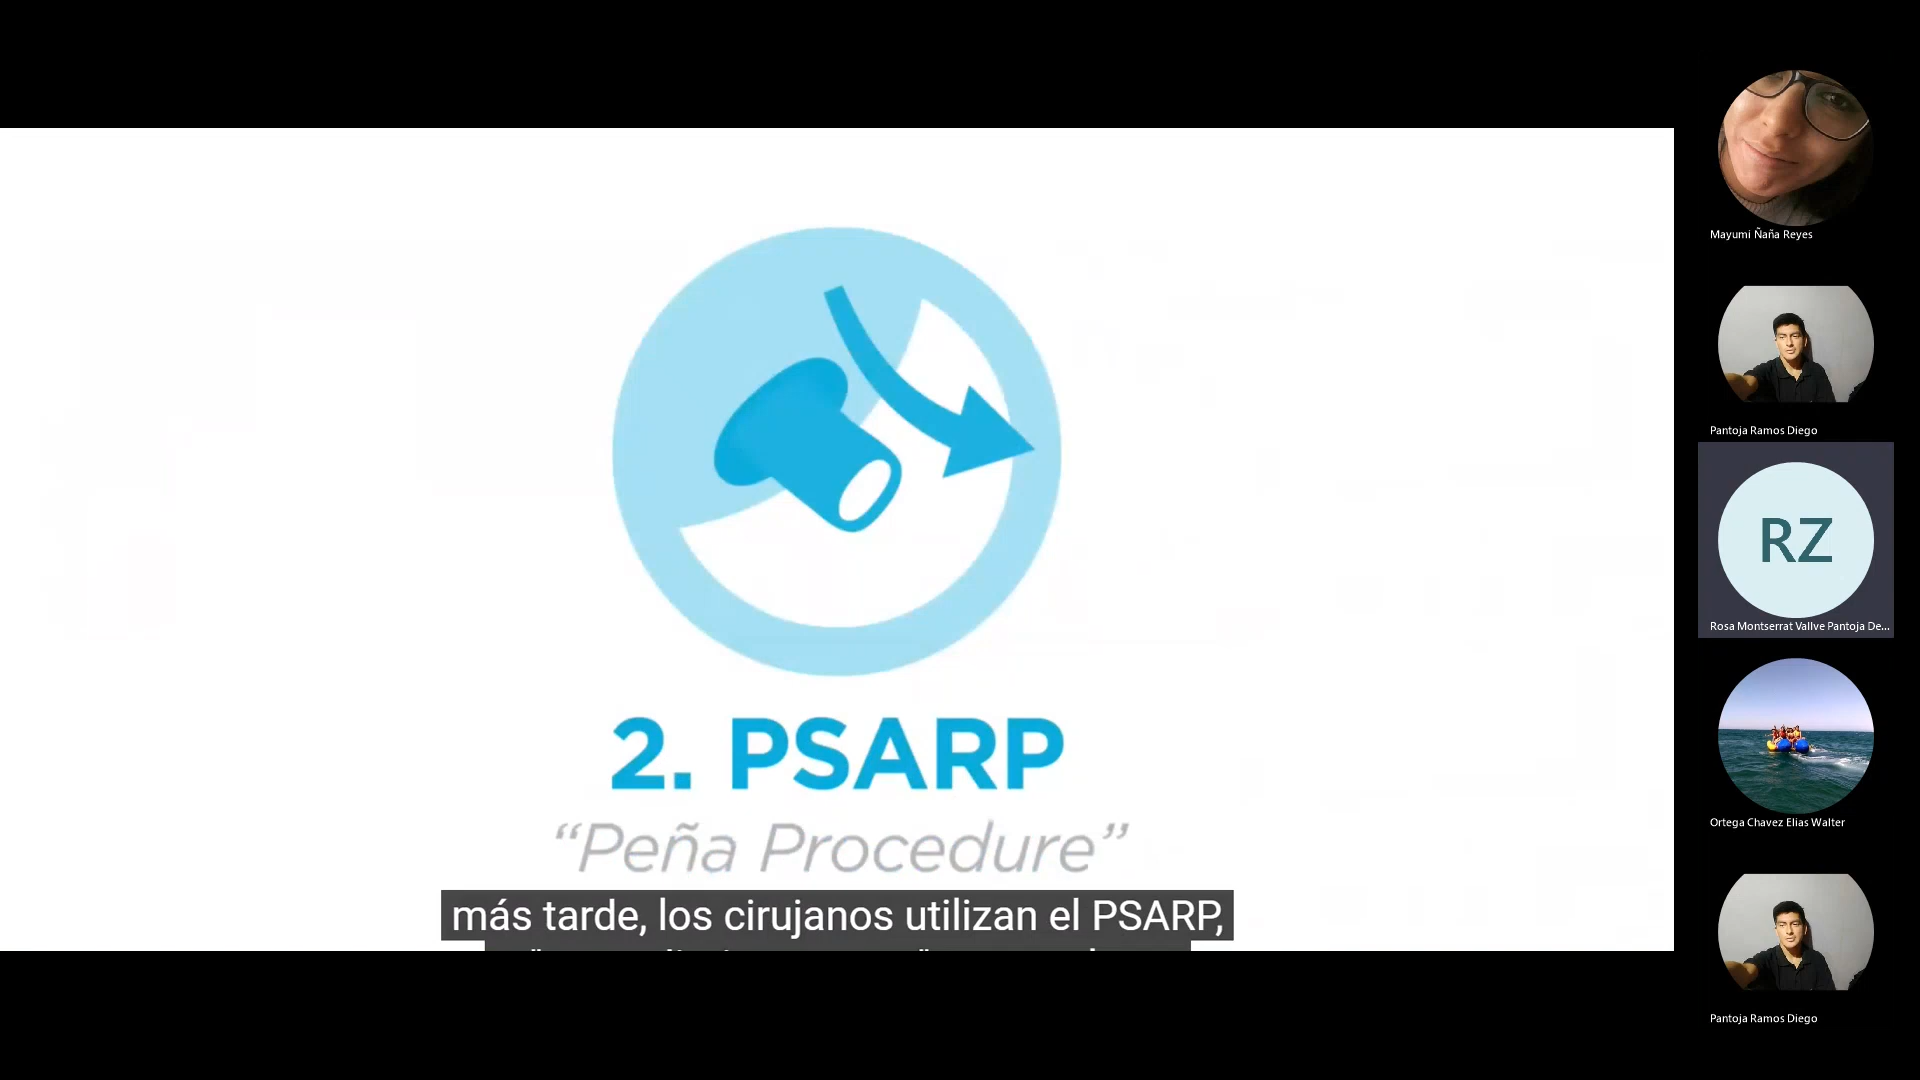 2. PSARP
“Peña Procedure”
más tarde, los cirujanos utilizan el PSARP,
Mayumi Ñaña Reyes
Pantoja Ramos Diego
RZ
Rosa Montserrat Vallve Pantoja De...
Ortega Chavez Elias Walter
Pantoja Ramos Diego